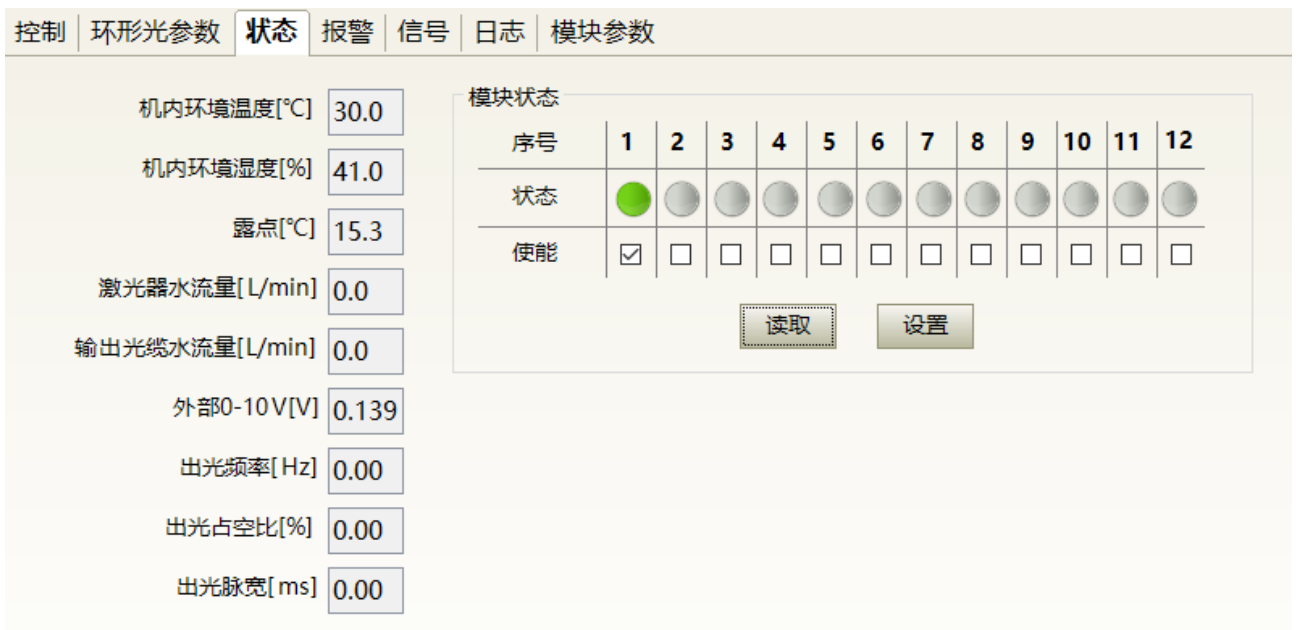 控制 环形光参数 状态 报警 信号 日志 模块参数
机内环境温度[℃] 30.0
机内环境湿度[%] 41.0
露点[℃] 15.3
激光器水流量[L/min] 0.0
输出光缆水流量[L/min] 0.0
外部0-10V[V] 0.139
出光频率[Hz] 0.00
出光占空比[%] 0.00
出光脉宽[ms] 0.00
模块状态
序号 1 2 3 4 5 6 7 8 9 10 11 12
状态
使能
读取 设置